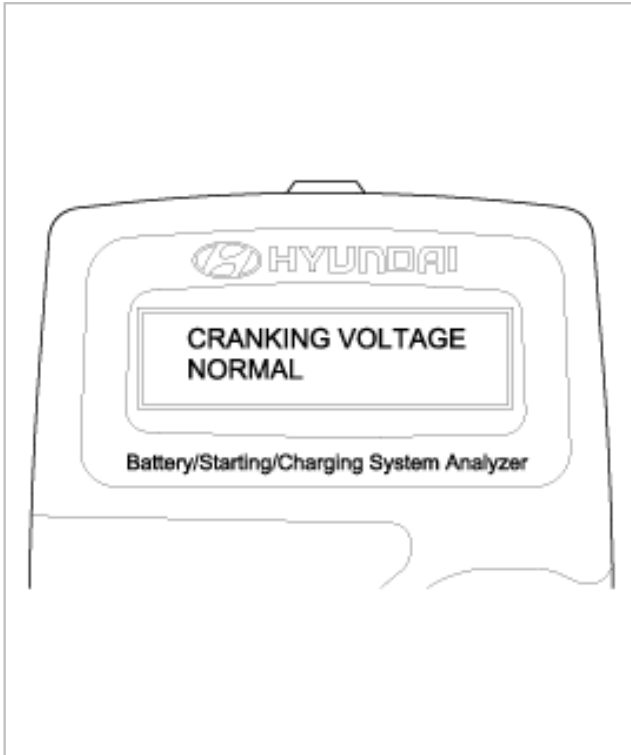 HYUNDAI
CRANKING VOLTAGE
NORMAL
Battery/Starting/Charging System Analyzer